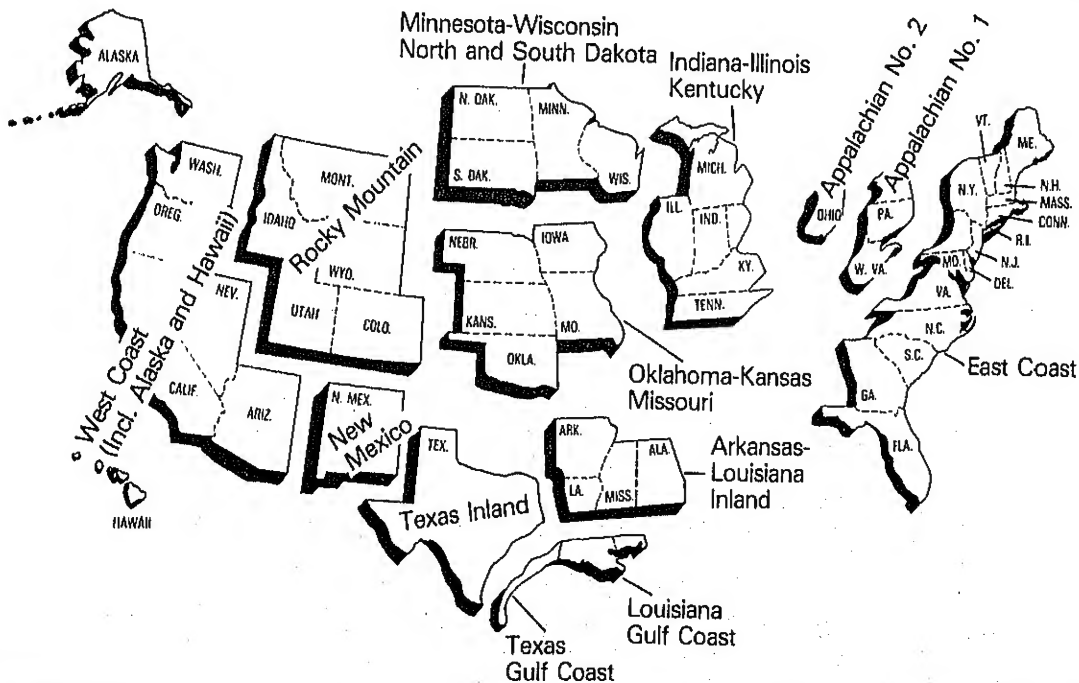 Minnesota-Wisconsin
North and South Dakota
Indiana-Illinois
Kentucky
Appalachian No. 2
Appalachian No. 1
ALASKA
WASH.
OREG.
NEV.
CALIF.
ARIZ.
West Coast
(Incl. Alaska and Hawaii)
HAWAII
MONT.
IDAHO
WYO.
UTAH
COLO.
Rocky Mountain
N. MEX.
New
Mexico
N. DAK.
MINN.
S. DAK.
WIS.
NEBR.
IOWA
KANS.
MO.
OKLA.
Oklahoma-Kansas
Missouri
MICH.
ILL.
IND.
KY.
TENN.
TEX.
Texas Inland
ARK.
ALA.
LA.
MISS.
Arkansas-
Louisiana
Inland
Louisiana
Gulf Coast
Texas
Gulf Coast
OHIO
PA.
W. VA.
VT.
ME.
N.Y.
N.H.
MASS.
CONN.
R.I.
N.J.
MD.
DEL.
VA.
N.C.
S.C.
GA.
FLA.
East Coast